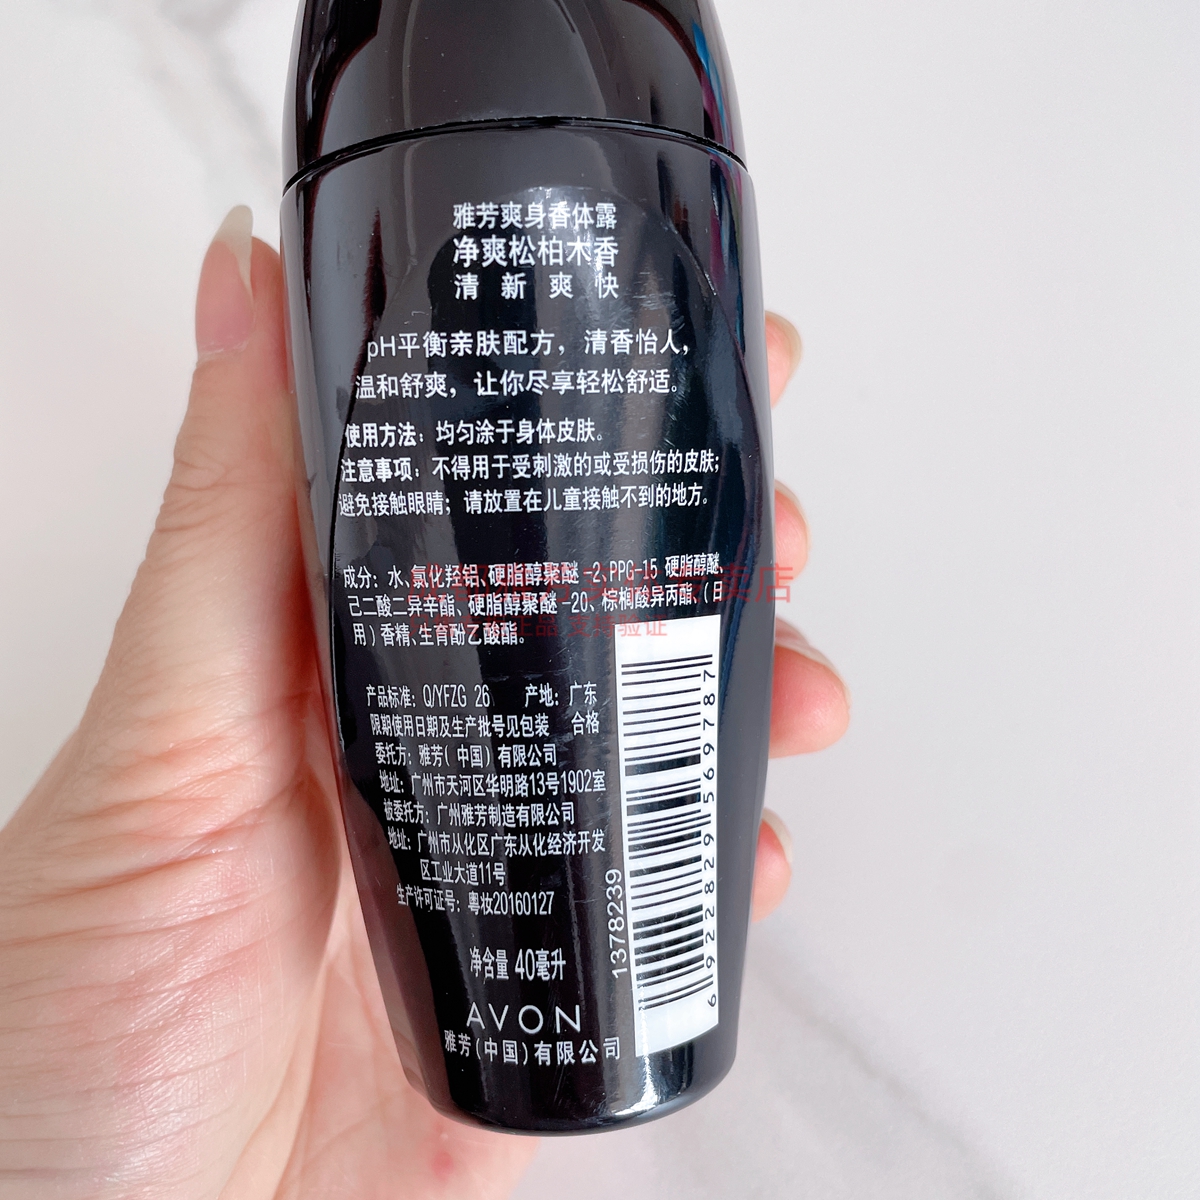 雅芳爽身香体露
净爽松柏木香
清新爽快
pH平衡亲肤配方，清香怡人，
温和舒爽，让你尽享轻松舒适。
使用方法：均匀涂于身体皮肤。
注意事项：不得用于受刺激的或受损伤的皮肤；
避免接触眼睛；请放置在儿童接触不到的地方。
成分：水、氯化羟铝、硬脂醇聚醚-2、PPG-15 硬脂醇醚、
己二酸二异辛酯、硬脂醇聚醚-20、棕榈酸异丙酯、（日
用）香精、生育酚乙酸酯。
专卖店
正品 支持验证
产品标准：Q/YFZG 26 产地：广东
限期使用日期及生产批号见包装 合格
委托方：雅芳（中国）有限公司
地址：广州市天河区华明路13号1902室
被委托方：广州雅芳制造有限公司
地址：广州市从化区广东从化经济开发
区工业大道11号
生产许可证号：粤妆20160127
净含量 40毫升
AVON
雅芳（中国）有限公司
1378239
6922829569787